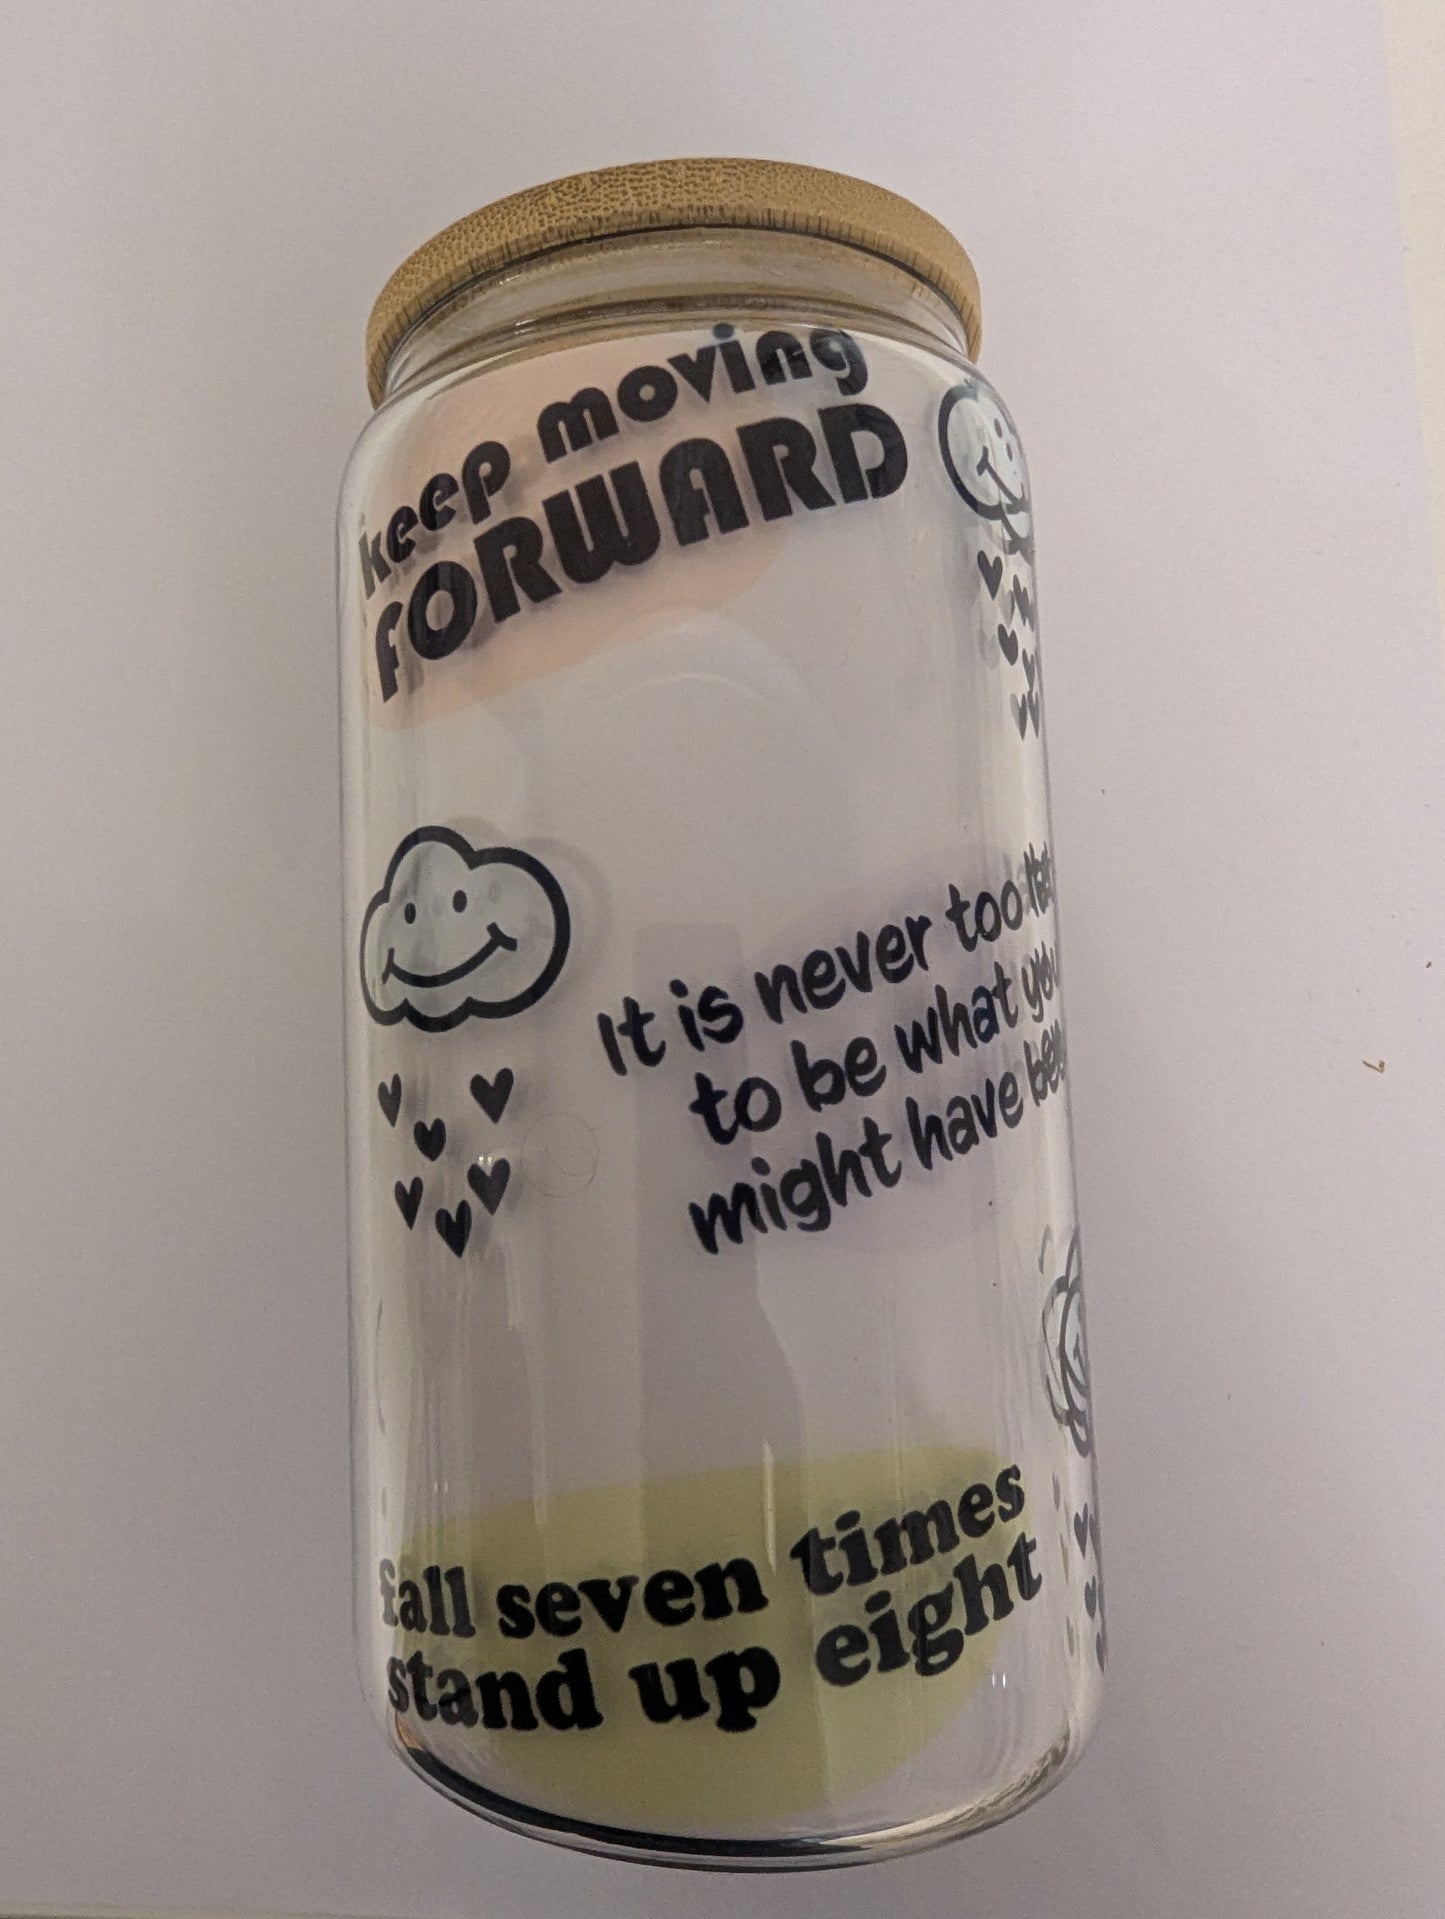 keep moving
FORWARD
It is never too
to be what you
might have
fall seven times
stand up eight